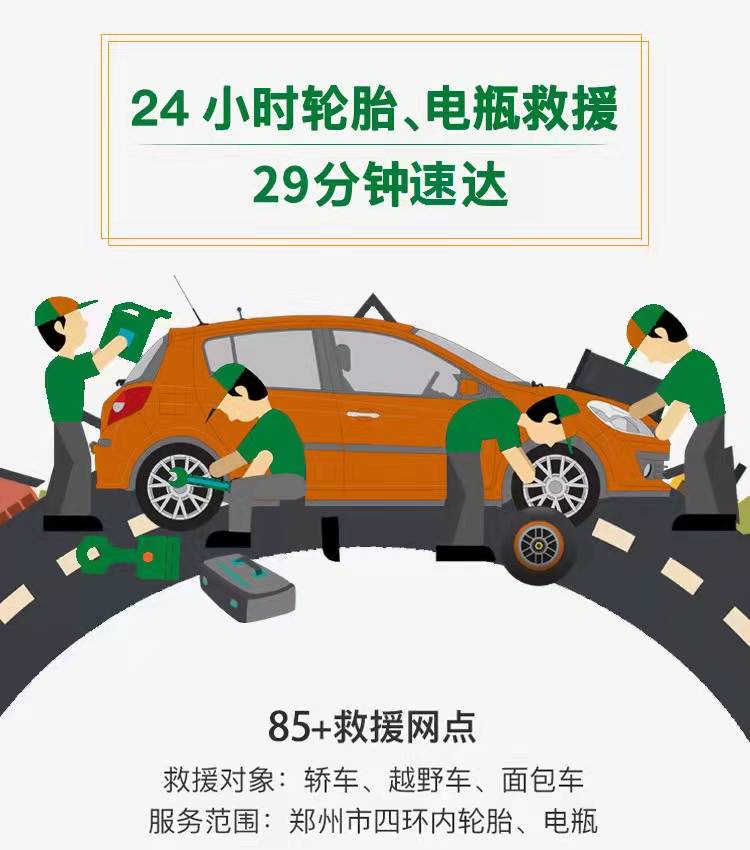 24 小时轮胎、电瓶救援
29分钟速达
85+救援网点
救援对象：轿车、越野车、面包车
服务范围：郑州市四环内轮胎、电瓶